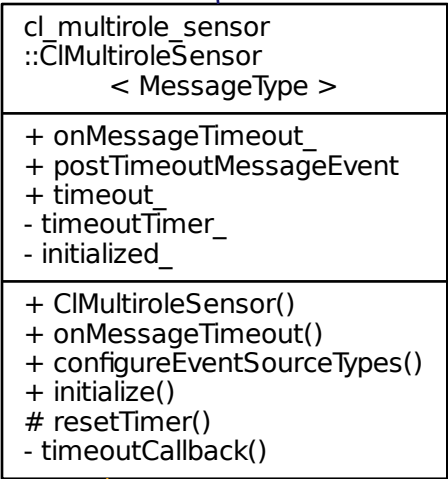 cl_multirole_sensor
::ClMultiroleSensor
< MessageType >
+ onMessageTimeout_
+ postTimeoutMessageEvent
+ timeout_
- timeoutTimer_
- initialized_
+ ClMultiroleSensor()
+ onMessageTimeout()
+ configureEventSourceTypes()
+ initialize()
# resetTimer()
- timeoutCallback()